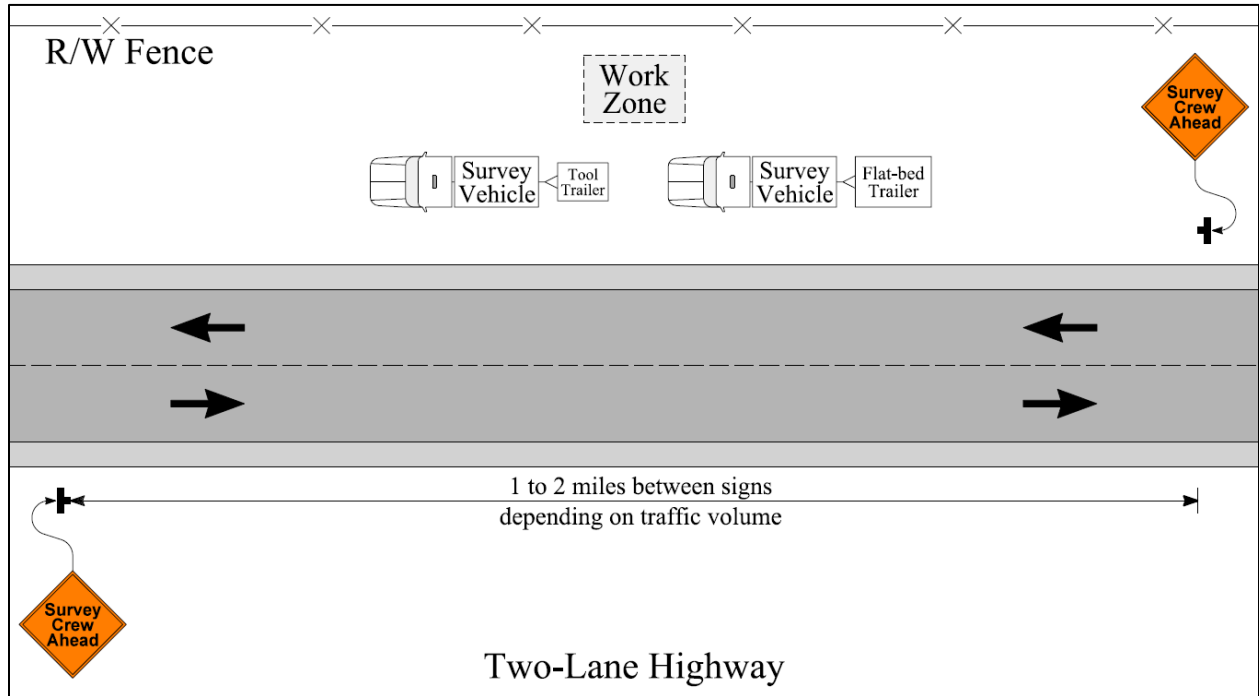 R/W Fence
Work
Zone
Survey
Crew
Ahead
Survey
Vehicle
Tool
Trailer
Survey
Vehicle
Flat-bed
Trailer
1 to 2 miles between signs
depending on traffic volume
Survey
Crew
Ahead
Two-Lane Highway